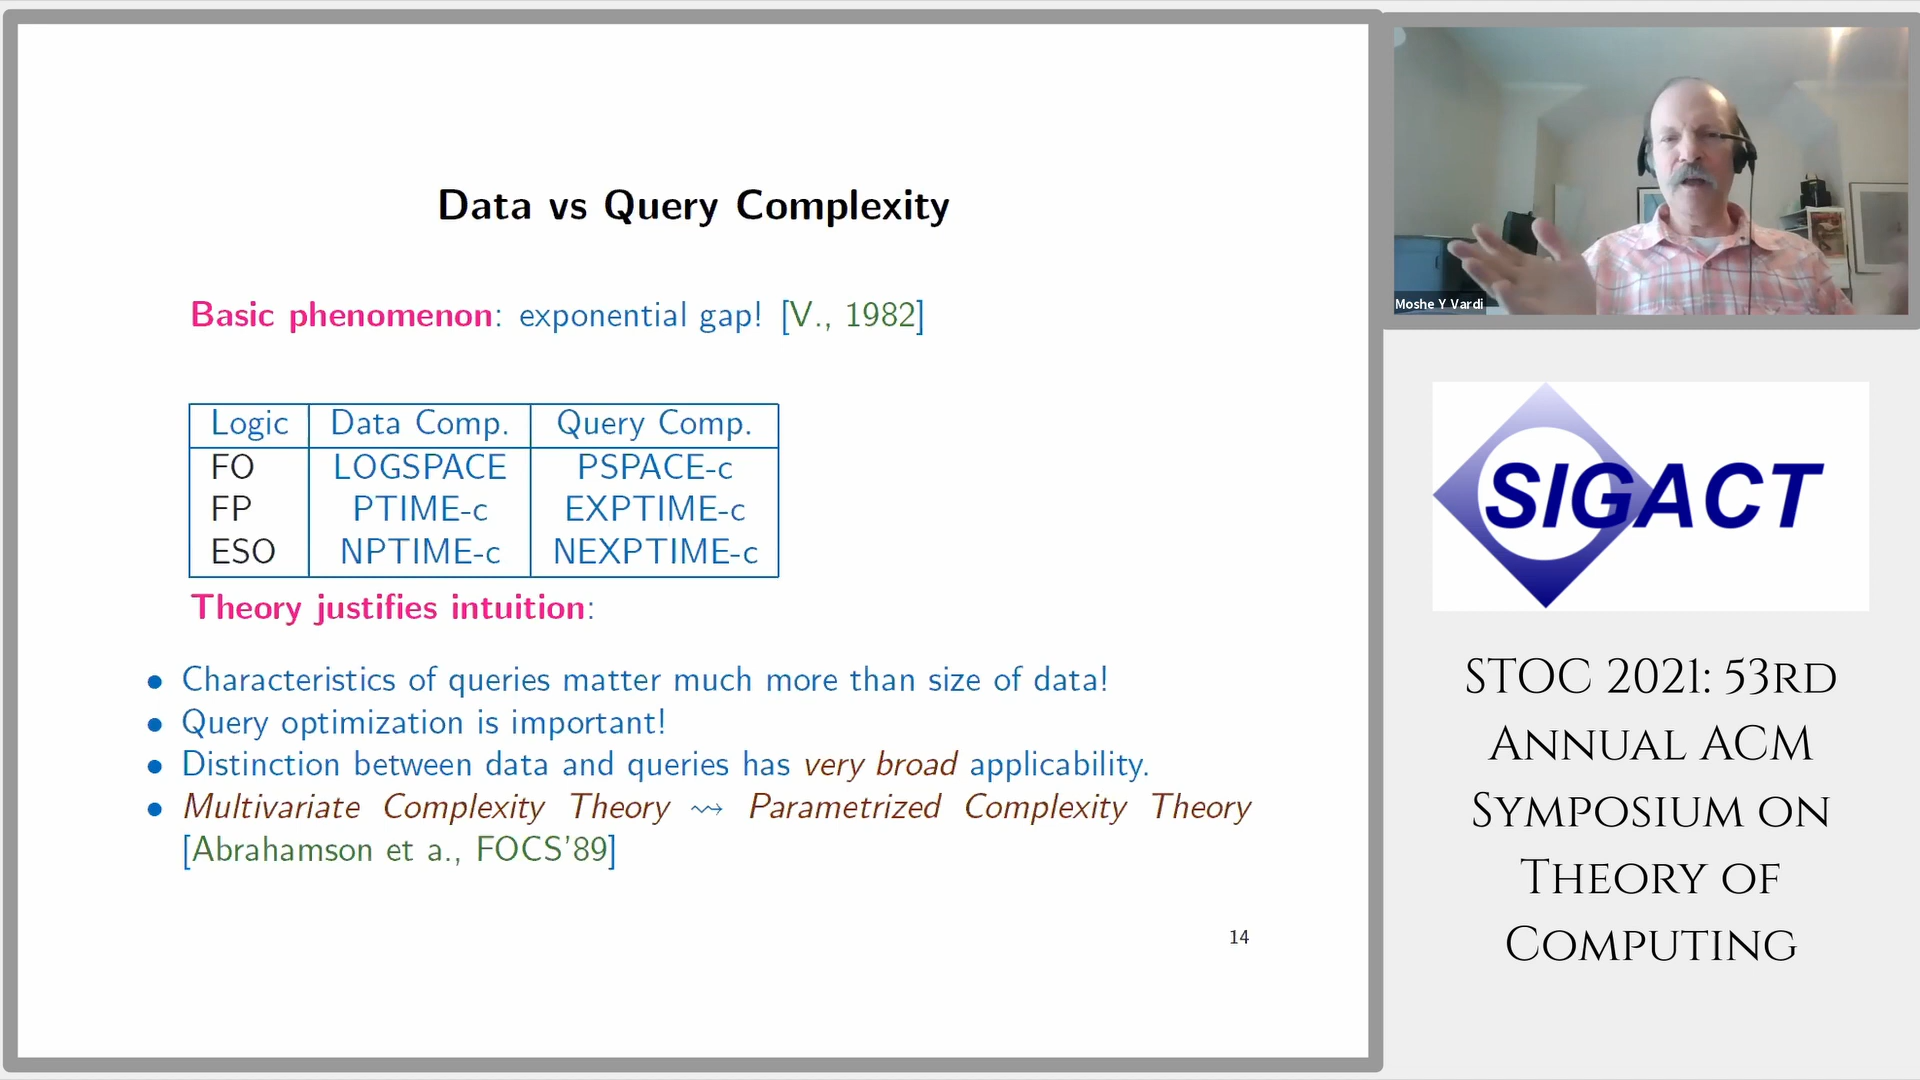 Data vs Query Complexity
Basic phenomenon: exponential gap! [V., 1982]
Logic Data Comp. Query Comp.
FO LOGSPACE PSPACE-c
FP PTIME-c EXPTIME-c
ESO NPTIME-c NEXPTIME-c
Theory justifies intuition:
• Characteristics of queries matter much more than size of data!
• Query optimization is important!
• Distinction between data and queries has very broad applicability.
• Multivariate Complexity Theory ⇝ Parametrized Complexity Theory
[Abrahamson et a., FOCS'89]
14
Moshe Y Vardi
SIGACT
STOC 2021: 53rd
Annual ACM
Symposium on
Theory of
Computing